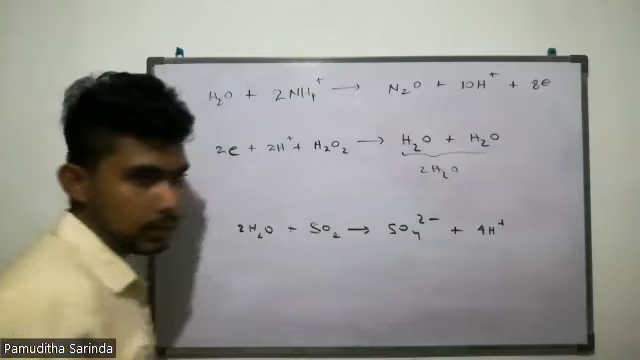 H₂O + 2NH₄⁺ → N₂O + 10H⁺ + 8e
2e + 2H⁺ + H₂O₂ → H₂O + H₂O
2H₂O
2H₂O + SO₂ → SO₄²⁻ + 4H⁺
Pamuditha Sarinda